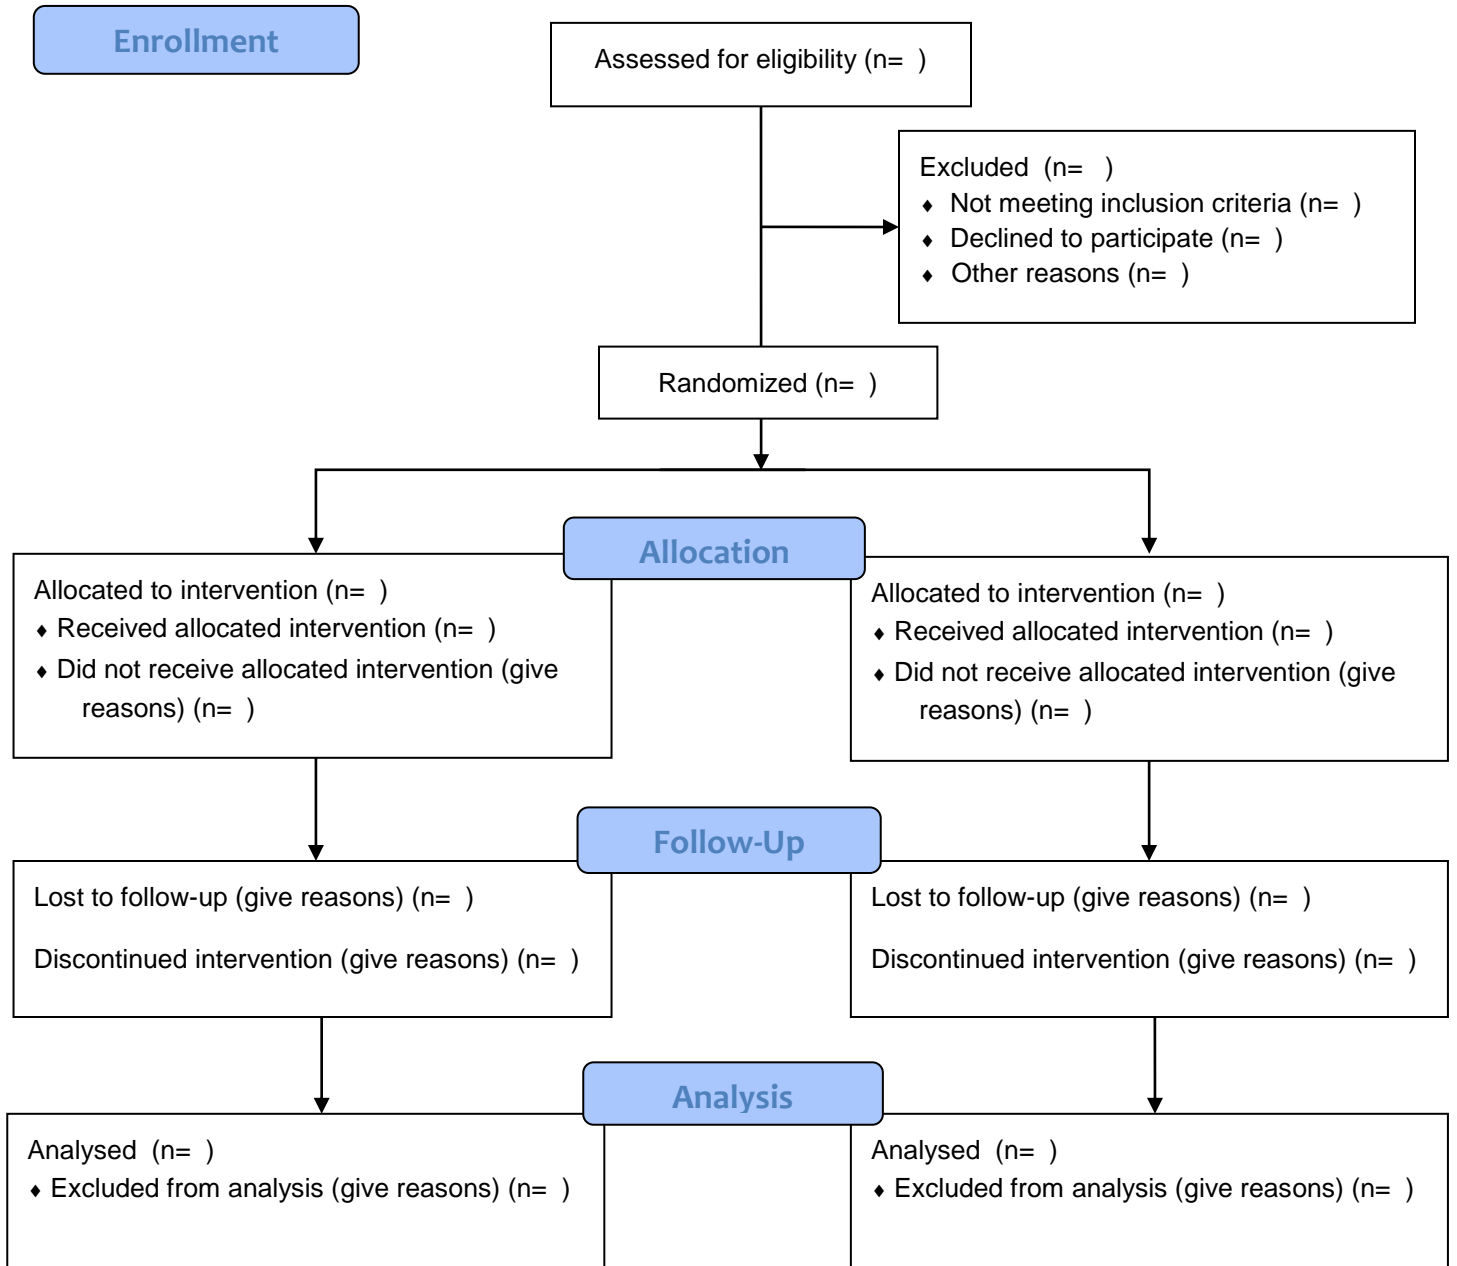 Enrollment
Assessed for eligibility (n=  )
Excluded  (n=   )
♦ Not meeting inclusion criteria (n=  )
♦ Declined to participate (n=  )
♦ Other reasons (n=  )
Randomized (n=  )
Allocation
Allocated to intervention (n=  )
♦ Received allocated intervention (n=  )
♦ Did not receive allocated intervention (give
reasons) (n=  )
Allocated to intervention (n=  )
♦ Received allocated intervention (n=  )
♦ Did not receive allocated intervention (give
reasons) (n=  )
Follow-Up
Lost to follow-up (give reasons) (n=  )
Discontinued intervention (give reasons) (n=  )
Lost to follow-up (give reasons) (n=  )
Discontinued intervention (give reasons) (n=  )
Analysis
Analysed  (n=  )
♦ Excluded from analysis (give reasons) (n=  )
Analysed  (n=  )
♦ Excluded from analysis (give reasons) (n=  )